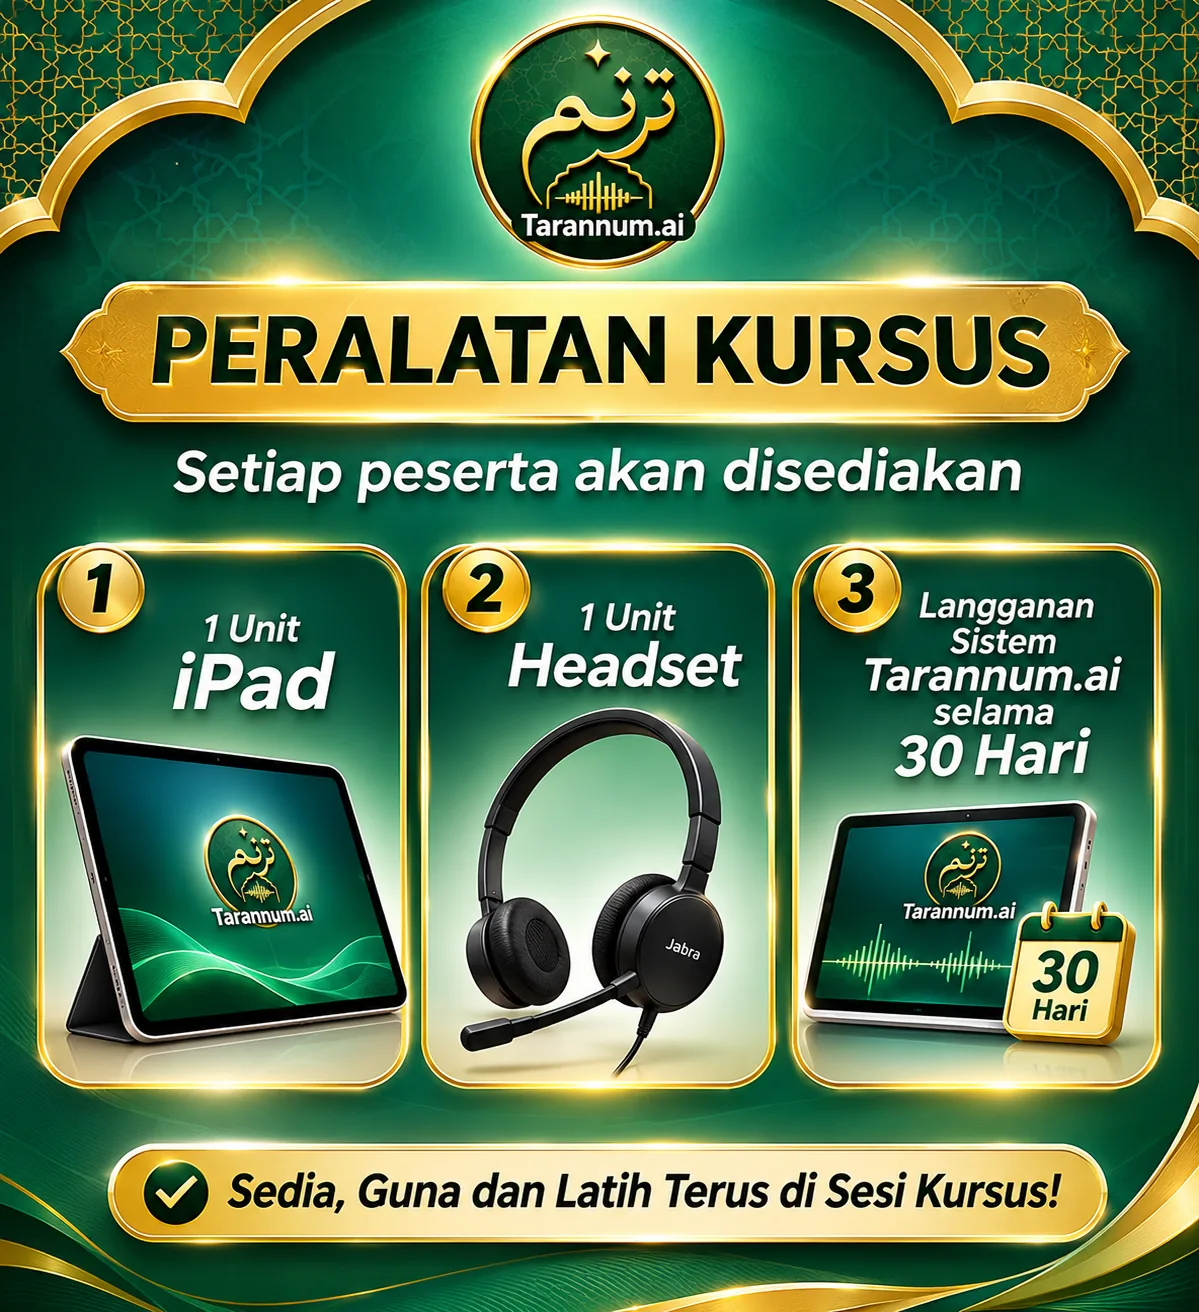 ترنم
Tarannum.ai
PERALATAN KURSUS
Setiap peserta akan disediakan
1
1 Unit
iPad
ترنم
Tarannum.ai
2
1 Unit
Headset
Jabra
3
Langganan
Sistem
Tarannum.ai
selama
30 Hari
ترنم
Tarannum.ai
30
Hari
Sedia, Guna dan Latih Terus di Sesi Kursus!